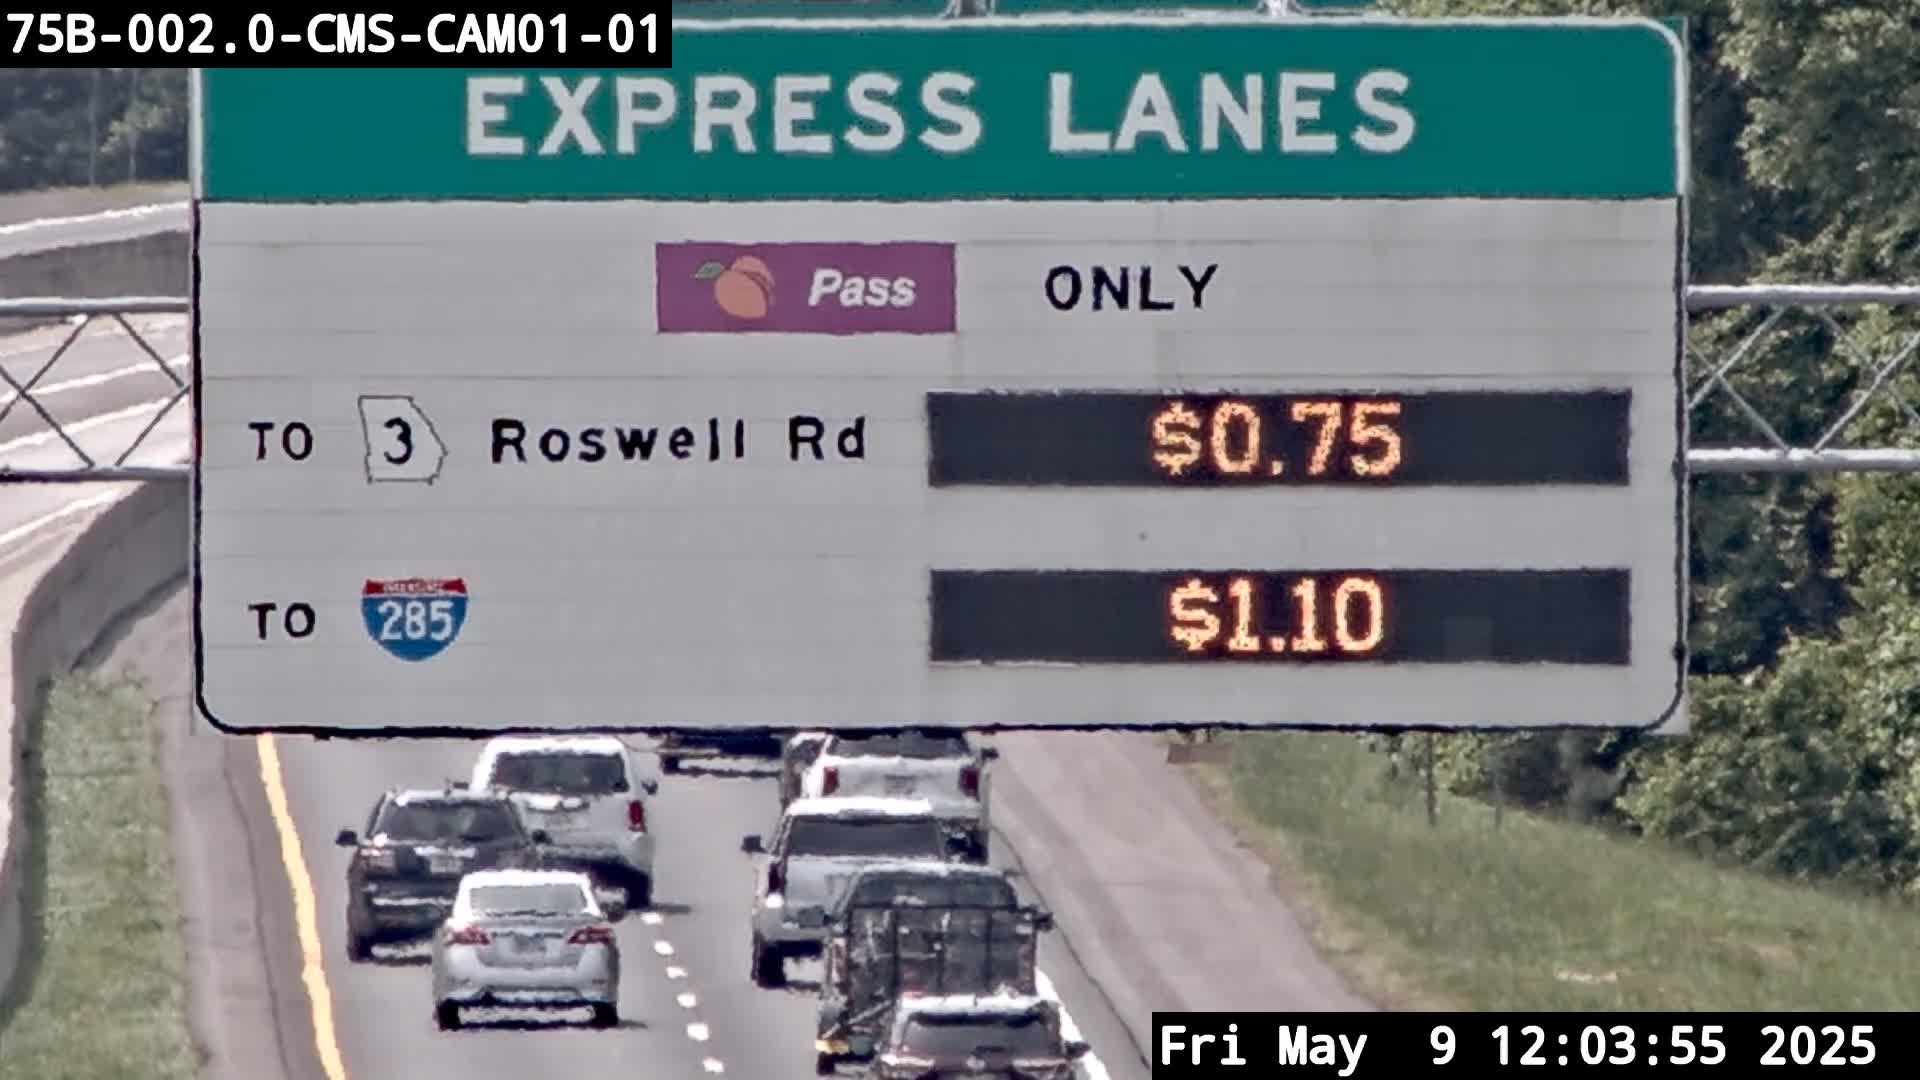 75B-002.0-CMS-CAM01-01
EXPRESS LANES
Pass ONLY
TO 3 Roswell Rd $0.75
TO INTERSTATE 285 $1.10
Fri May 9 12:03:55 2025